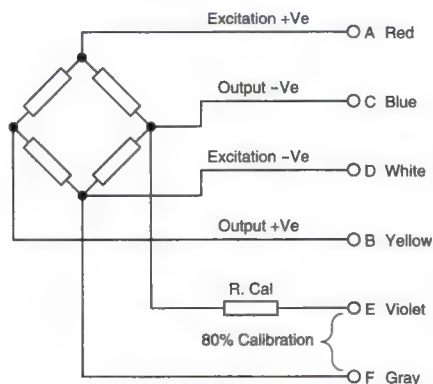 Excitation +Ve
A Red
Output −Ve
C Blue
Excitation −Ve
D White
Output +Ve
B Yellow
R. Cal
E Violet
80% Calibration
F Gray